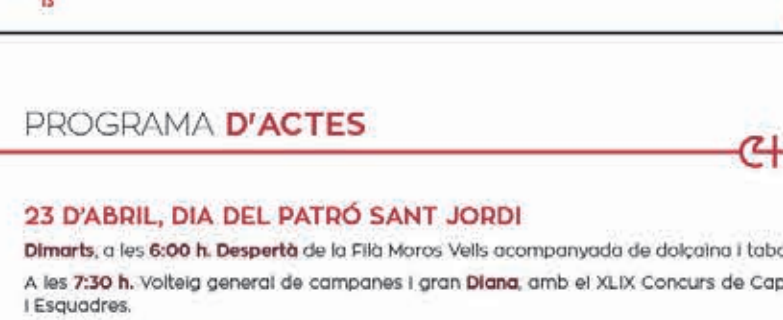 PROGRAMA D'ACTES
23 D'ABRIL, DIA DEL PATRÓ SANT JORDI
Dimarts, a les 6:00 h. Despertà de la Filà Moros Vells acompanyada de dolçaina i
A les 7:30 h. Volteig general de campanes i gran Diana, amb el XLIX Concurs de
i Esquadres.